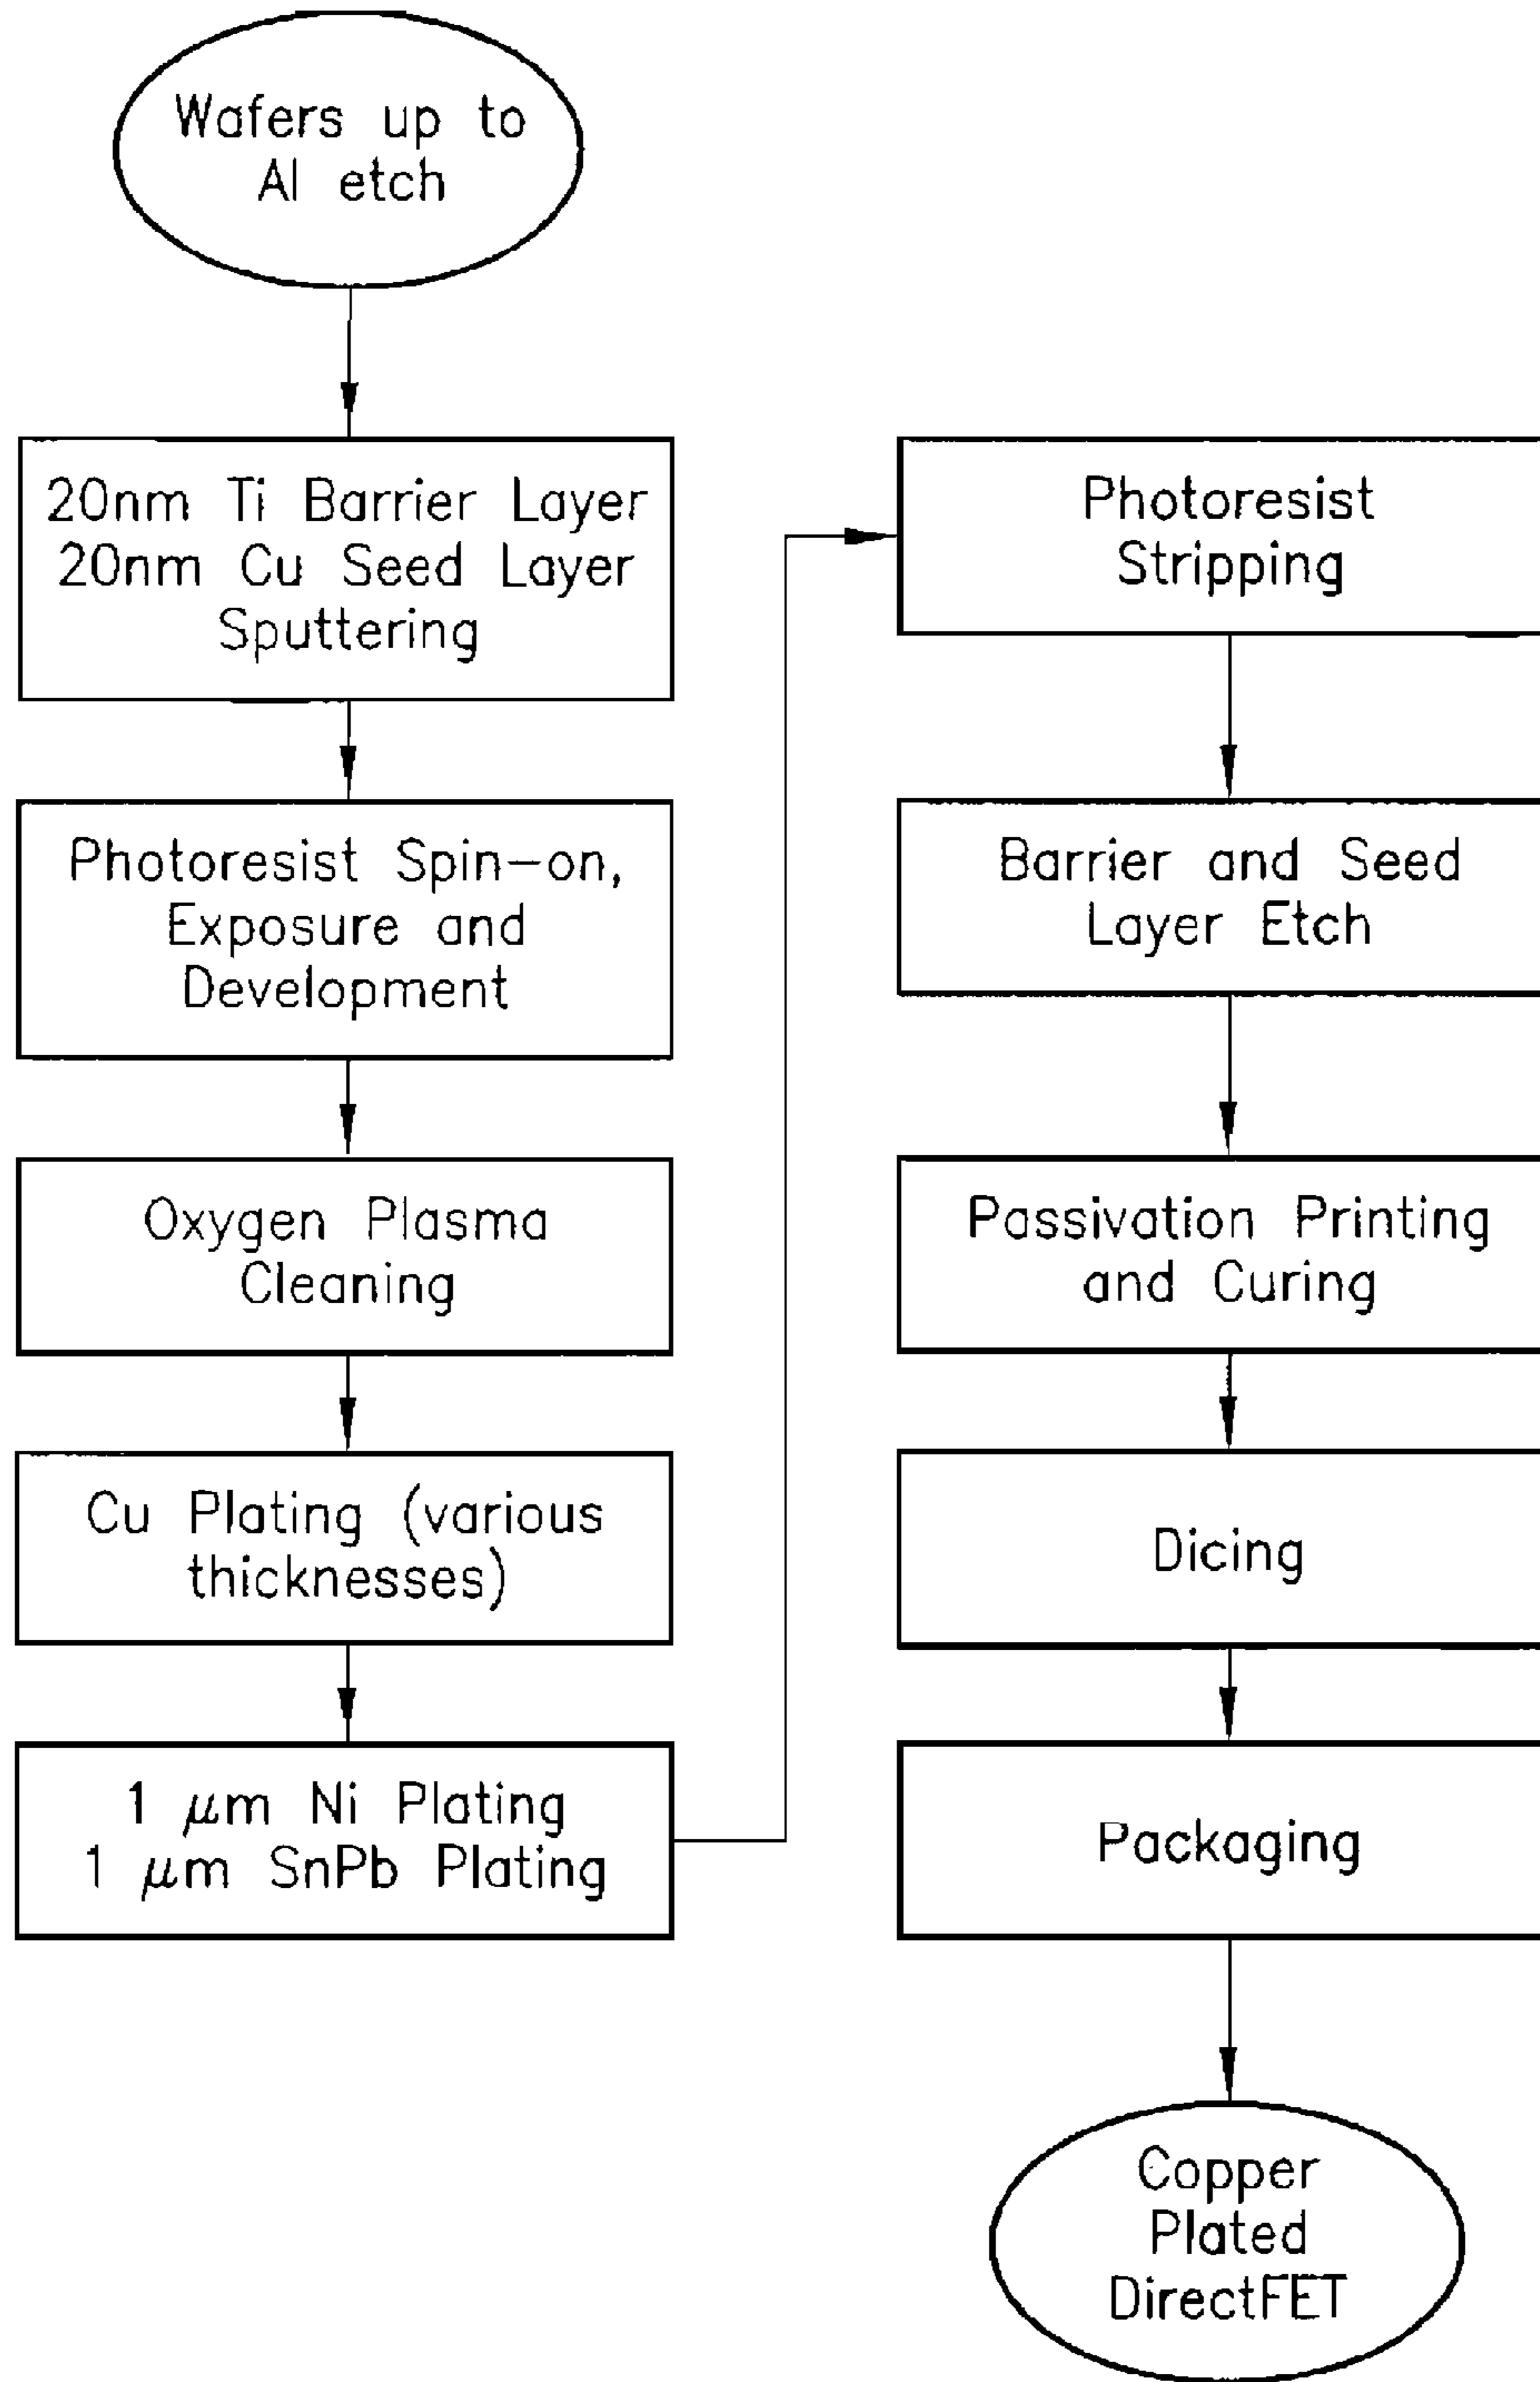 Wafers up to
Al etch
20nm Ti Barrier Layer
20nm Cu Seed Layer
Sputtering
Photoresist Spin-on,
Exposure and
Development
Oxygen Plasma
Cleaning
Cu Plating (various
thicknesses)
1 μm Ni Plating
1 μm SnPb Plating
Photoresist
Stripping
Barrier and Seed
Layer Etch
Passivation Printing
and Curing
Dicing
Packaging
Copper
Plated
DirectFET